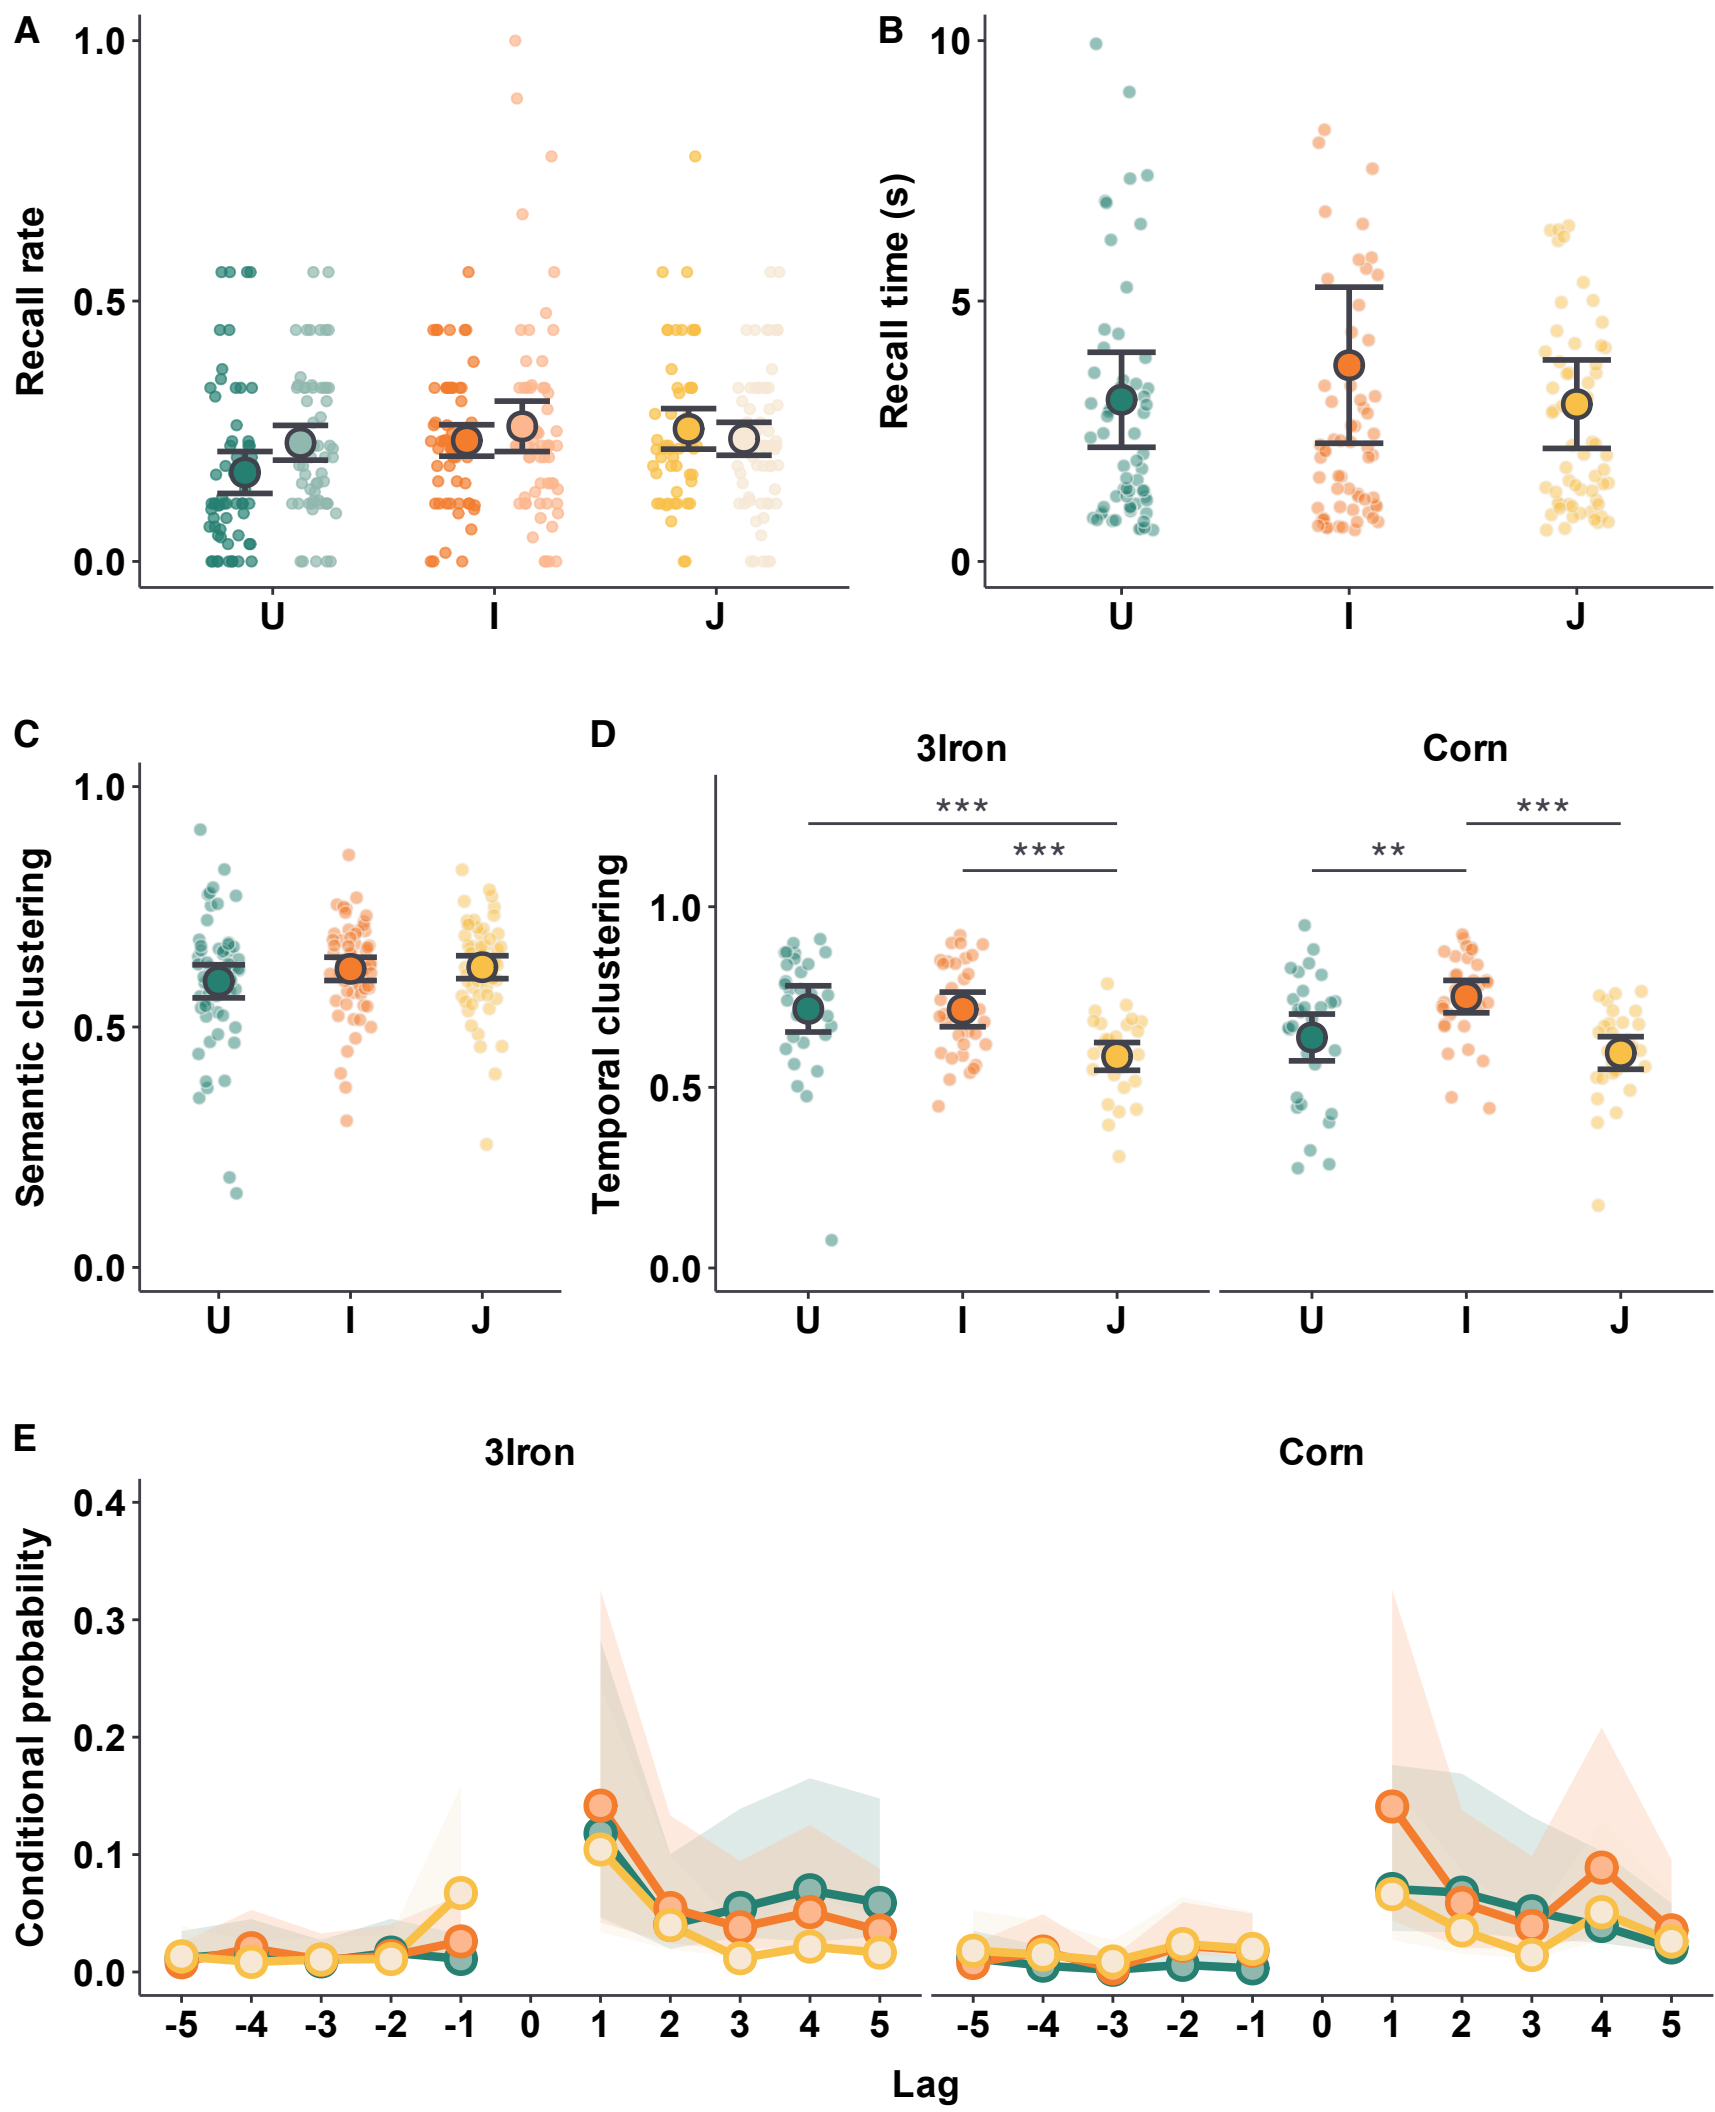 A
Recall rate
1.0
0.5
0.0
U I J
B
Recall time (s)
10
5
0
U I J
C
Semantic clustering
1.0
0.5
0.0
U I J
D
3Iron Corn
Temporal clustering
*** ***
*** **
1.0
0.5
0.0
U I J U I J
E
3Iron Corn
Conditional probability
0.4
0.3
0.2
0.1
0.0
-5 -4 -3 -2 -1 0 1 2 3 4 5 -5 -4 -3 -2 -1 0 1 2 3 4 5
Lag